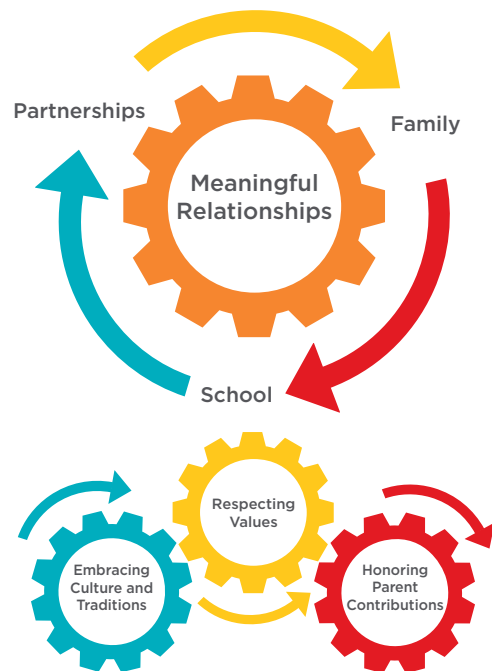 Partnerships
Family
Meaningful
Relationships
School
Respecting
Values
Embracing
Culture and
Traditions
Honoring
Parent
Contributions